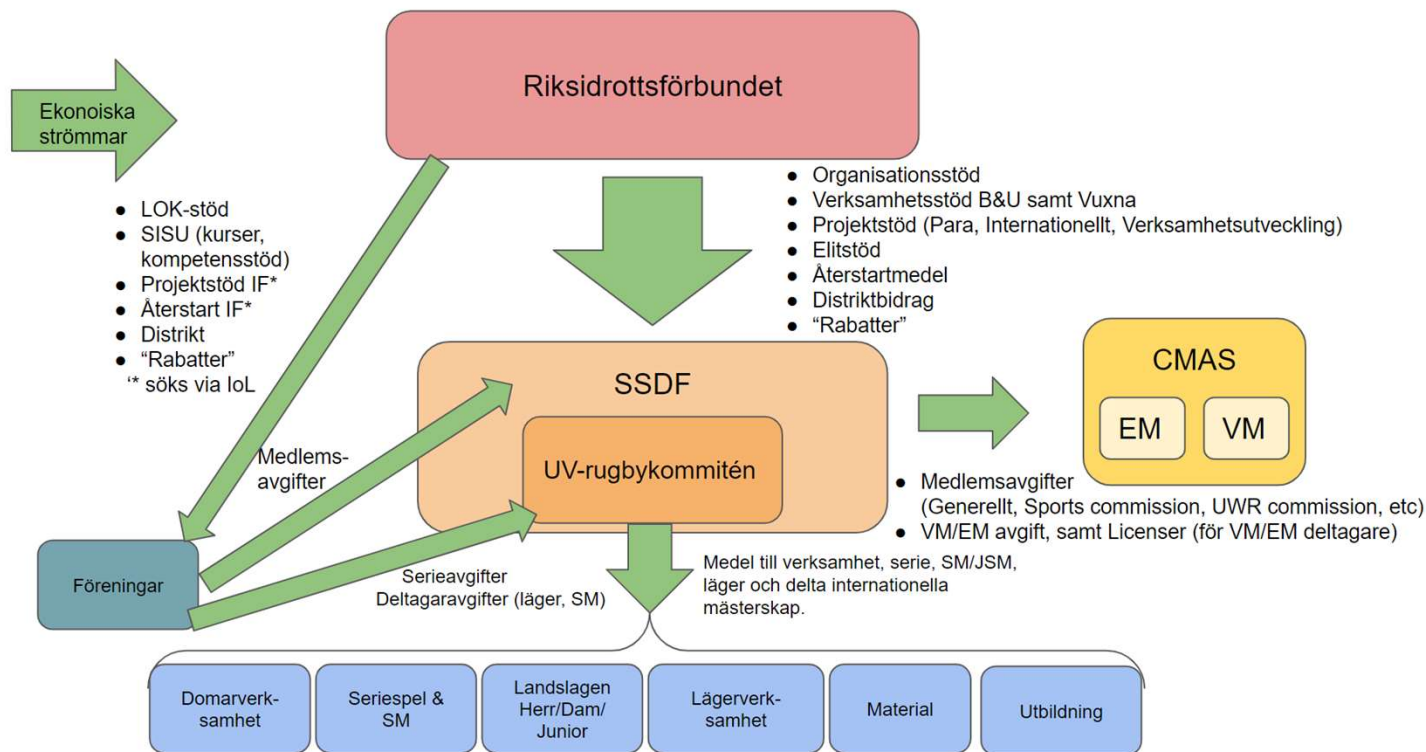 Riksidrottsförbundet
Ekonoiska
strömmar
● LOK-stöd
● SISU (kurser,
kompetensstöd)
● Projektstöd IF*
● Återstart IF*
● Distrikt
● “Rabatter”
‘* söks via IoL
● Organisationsstöd
● Verksamhetsstöd B&U samt Vuxna
● Projektstöd (Para, Internationellt, Verksamhetsutveckling)
● Elitstöd
● Återstartmedel
● Distriktbidrag
● “Rabatter”
SSDF
UV-rugbykommitén
CMAS
EM
VM
● Medlemsavgifter
(Generellt, Sports commission, UWR commission, etc)
● VM/EM avgift, samt Licenser (för VM/EM deltagare)
Medlems-
avgifter
Föreningar
Serieavgifter
Deltagaravgifter (läger, SM)
Medel till verksamhet, serie, SM/JSM,
läger och delta internationella
mästerskap.
Domarverk-
samhet
Seriespel &
SM
Landslagen
Herr/Dam/
Junior
Lägerverk-
samhet
Material
Utbildning